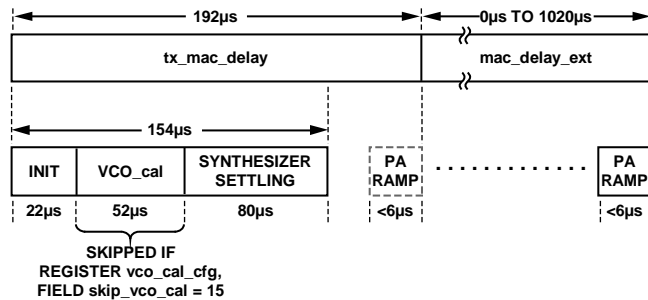 192µs
0µs TO 1020µs
tx_mac_delay
mac_delay_ext
154µs
INIT
VCO_cal
SYNTHESIZER
SETTLING
PA
RAMP
PA
RAMP
22µs
52µs
80µs
<6µs
<6µs
SKIPPED IF
REGISTER vco_cal_cfg,
FIELD skip_vco_cal = 15